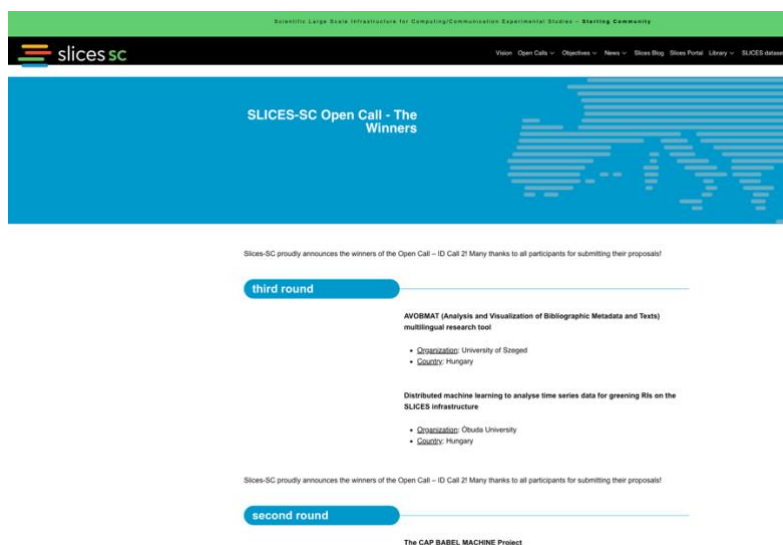 Scientific Large Scale Infrastructure for Computing/Communication Experimental Studies – Starting Community
slices sc
Vision Open Calls Objectives News Slices Blog Slices Portal Library SLICES dataset
SLICES-SC Open Call - The
Winners
Slices-SC proudly announces the winners of the Open Call – ID Call 2! Many thanks to all participants for submitting their proposals!
third round
AVOBMAT (Analysis and Visualization of Bibliographic Metadata and Texts)
multilingual research tool
• Organization: University of Szeged
• Country: Hungary
Distributed machine learning to analyse time series data for greening RIs on the
SLICES infrastructure
• Organization: Óbuda University
• Country: Hungary
Slices-SC proudly announces the winners of the Open Call – ID Call 2! Many thanks to all participants for submitting their proposals!
second round
The CAP BABEL MACHINE Project